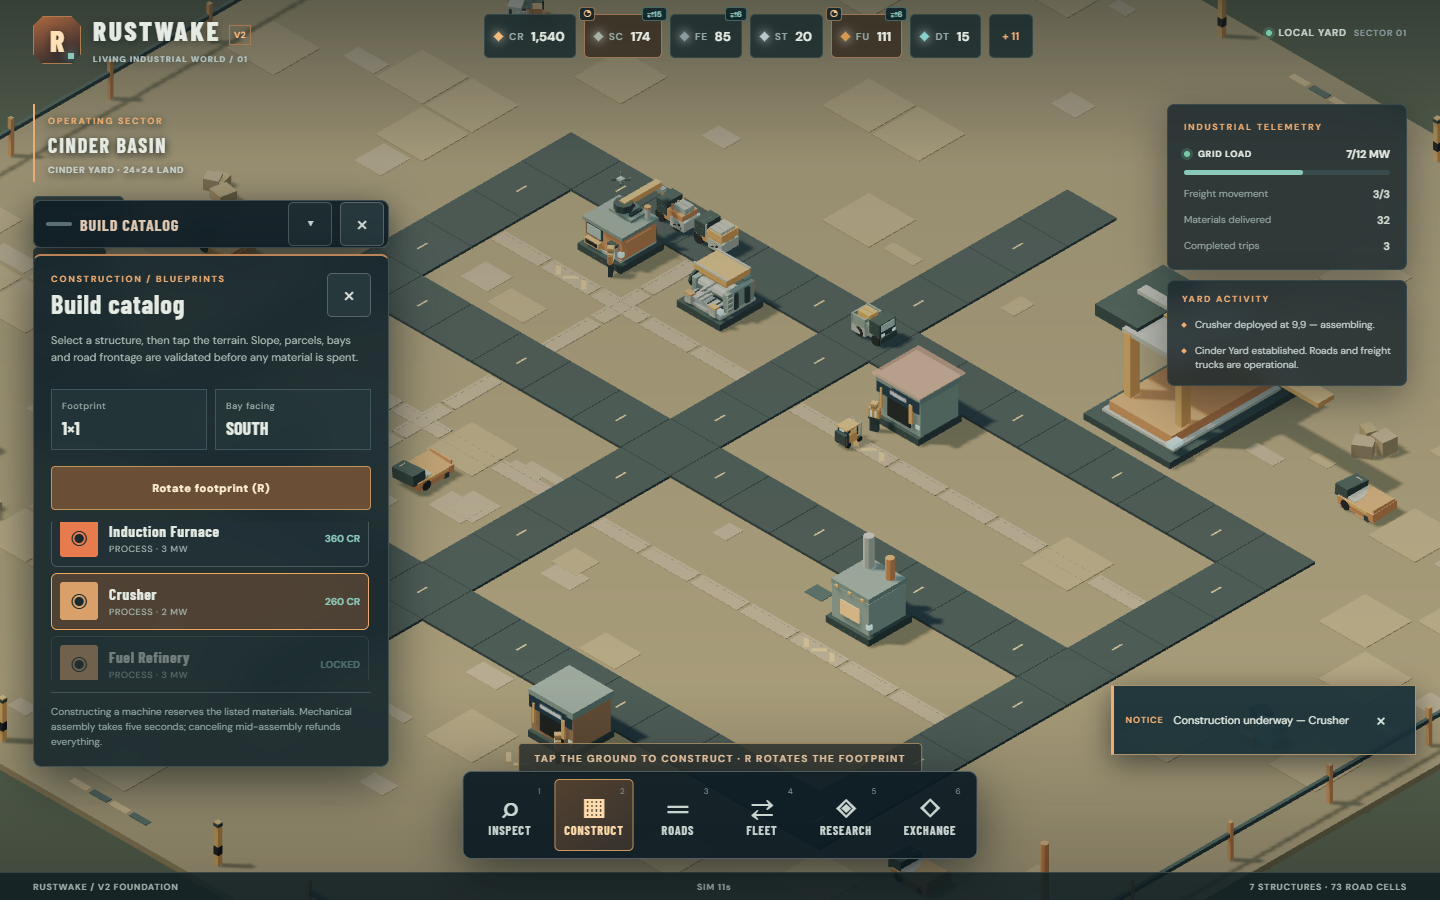 R
RUSTWAKE V2
LIVING INDUSTRIAL WORLD / 01
CR 1,540
SC 174
⇄15
FE 85
⇄6
ST 20
FU 111
⇄6
DT 15
+11
LOCAL YARD SECTOR 01
OPERATING SECTOR
CINDER BASIN
CINDER YARD · 24×24 LAND
BUILD CATALOG ▼ ✕
CONSTRUCTION / BLUEPRINTS
Build catalog ✕
Select a structure, then tap the terrain. Slope, parcels, bays
and road frontage are validated before any material is spent.
Footprint
1×1
Bay facing
SOUTH
Rotate footprint (R)
Induction Furnace
PROCESS · 3 MW
360 CR
Crusher
PROCESS · 2 MW
260 CR
Fuel Refinery
PROCESS · 3 MW
LOCKED
Constructing a machine reserves the listed materials. Mechanical
assembly takes five seconds; canceling mid-assembly refunds
everything.
INDUSTRIAL TELEMETRY
GRID LOAD 7/12 MW
Freight movement 3/3
Materials delivered 32
Completed trips 3
YARD ACTIVITY
Crusher deployed at 9,9 — assembling.
Cinder Yard established. Roads and freight
trucks are operational.
NOTICE Construction underway — Crusher ✕
TAP THE GROUND TO CONSTRUCT · R ROTATES THE FOOTPRINT
1
INSPECT
2
CONSTRUCT
3
ROADS
4
FLEET
5
RESEARCH
6
EXCHANGE
RUSTWAKE / V2 FOUNDATION
SIM 11s
7 STRUCTURES · 73 ROAD CELLS